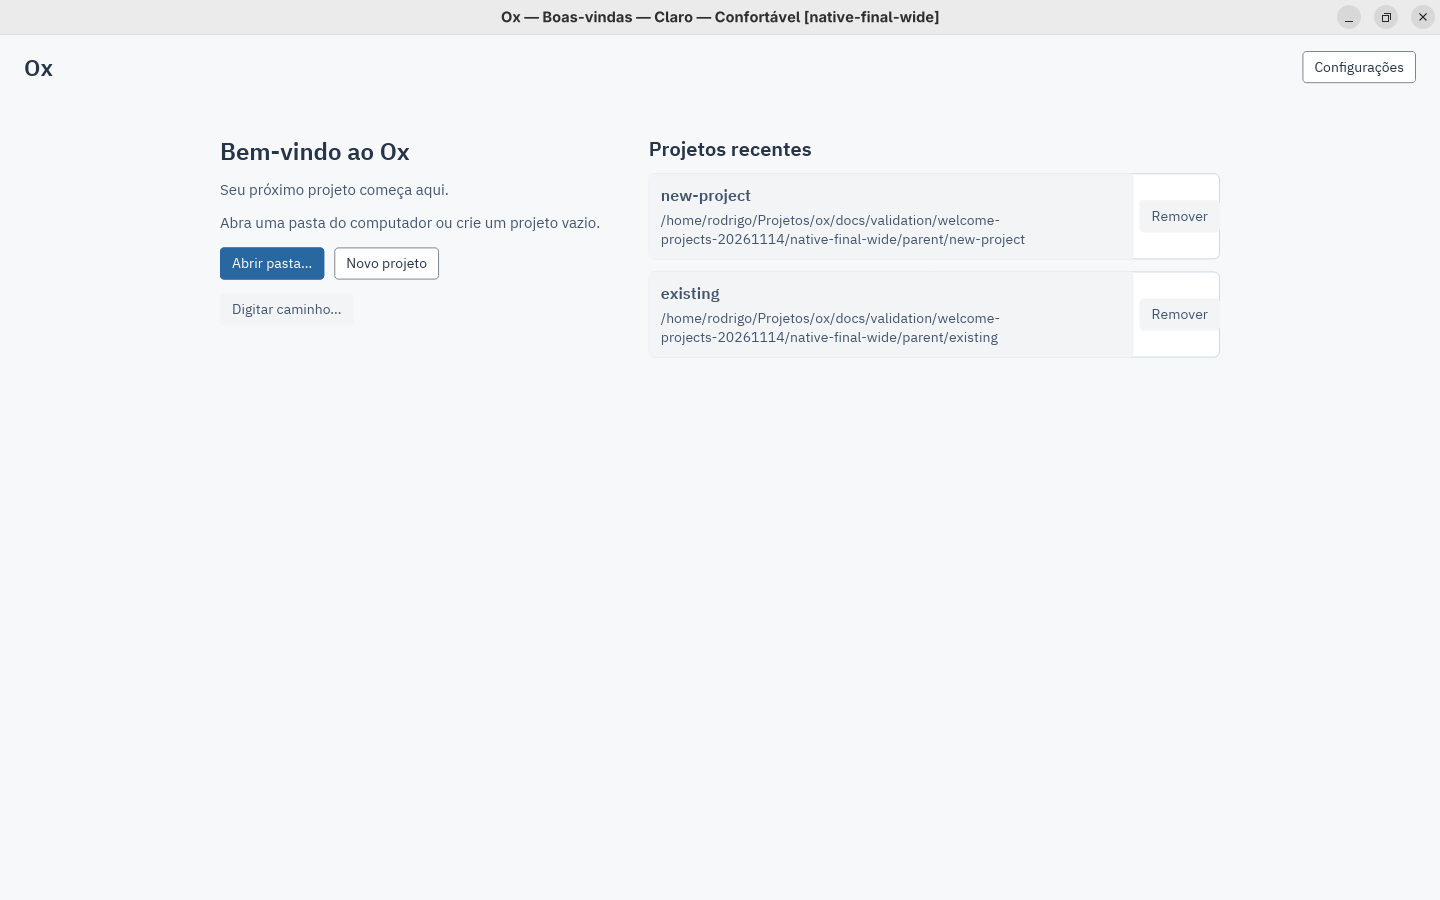 Ox — Boas-vindas — Claro — Confortável [native-final-wide]
Ox
Configurações
Bem-vindo ao Ox
Seu próximo projeto começa aqui.
Abra uma pasta do computador ou crie um projeto vazio.
Abrir pasta...
Novo projeto
Digitar caminho...
Projetos recentes
new-project
/home/rodrigo/Projetos/ox/docs/validation/welcome-
projects-20261114/native-final-wide/parent/new-project
Remover
existing
/home/rodrigo/Projetos/ox/docs/validation/welcome-
projects-20261114/native-final-wide/parent/existing
Remover